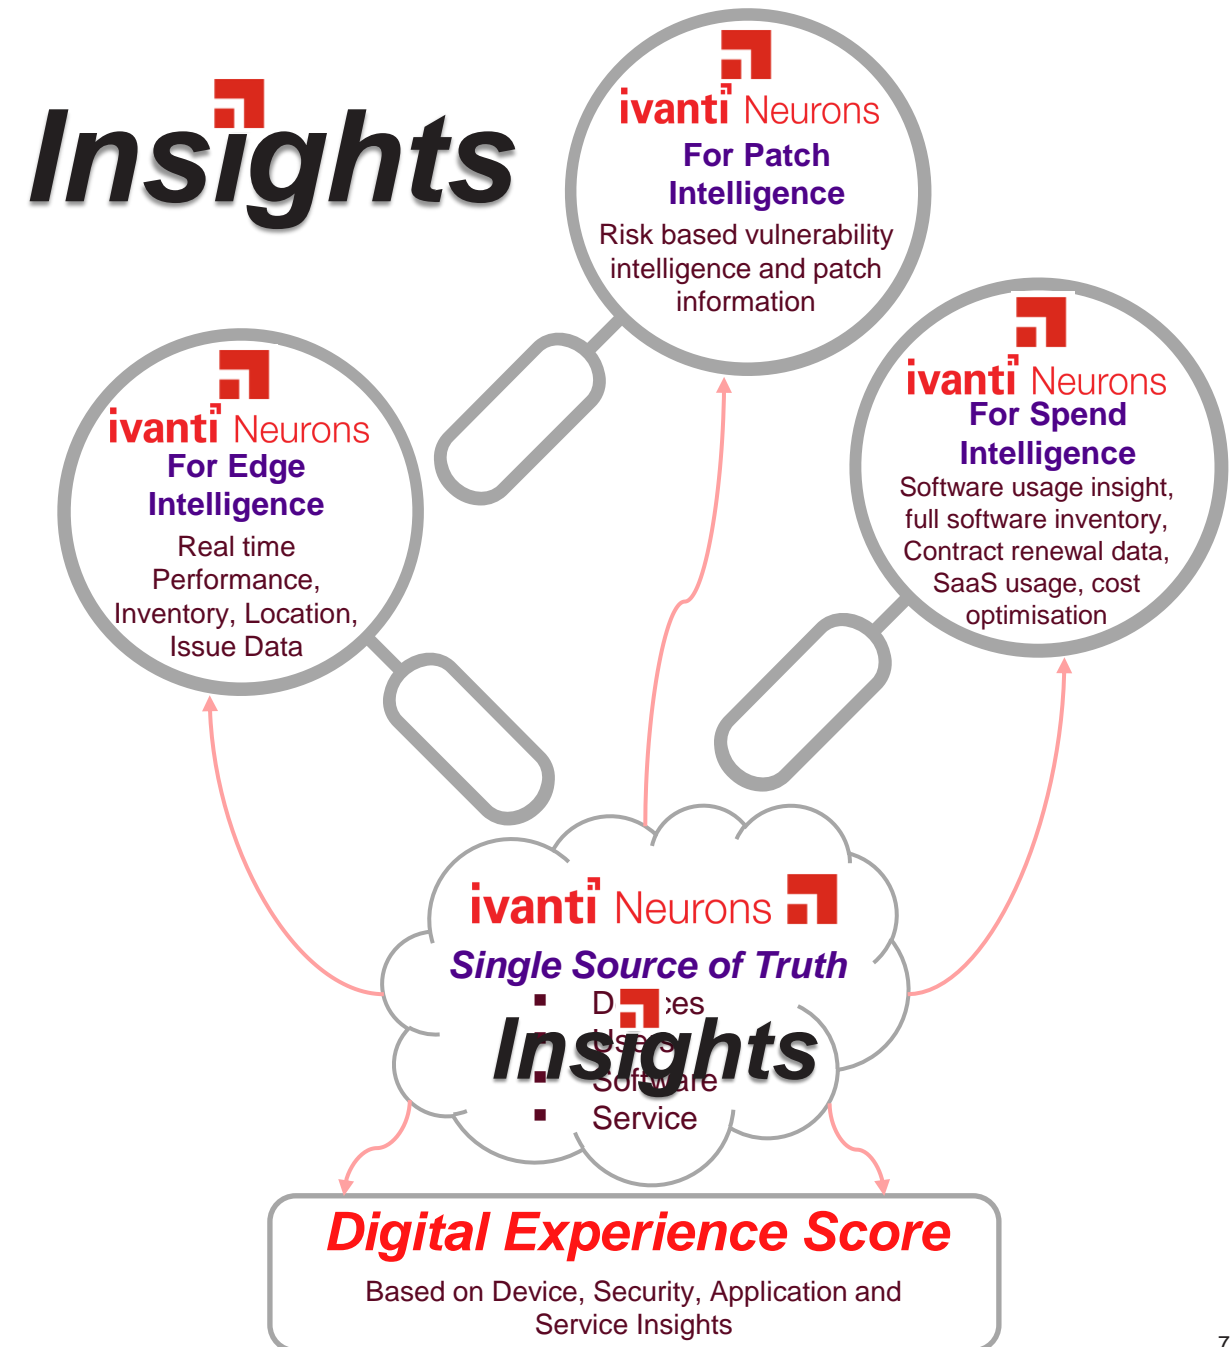 Insights
ivanti Neurons
For Patch
Intelligence
Risk based vulnerability
intelligence and patch
information
ivanti Neurons
For Spend
Intelligence
Software usage insight,
full software inventory,
Contract renewal data,
SaaS usage, cost
optimisation
ivanti Neurons
For Edge
Intelligence
Real time
Performance,
Inventory, Location,
Issue Data
ivanti Neurons
Single Source of Truth
Insights
Users
Software
Service
Digital Experience Score
Based on Device, Security, Application and
Service Insights
7